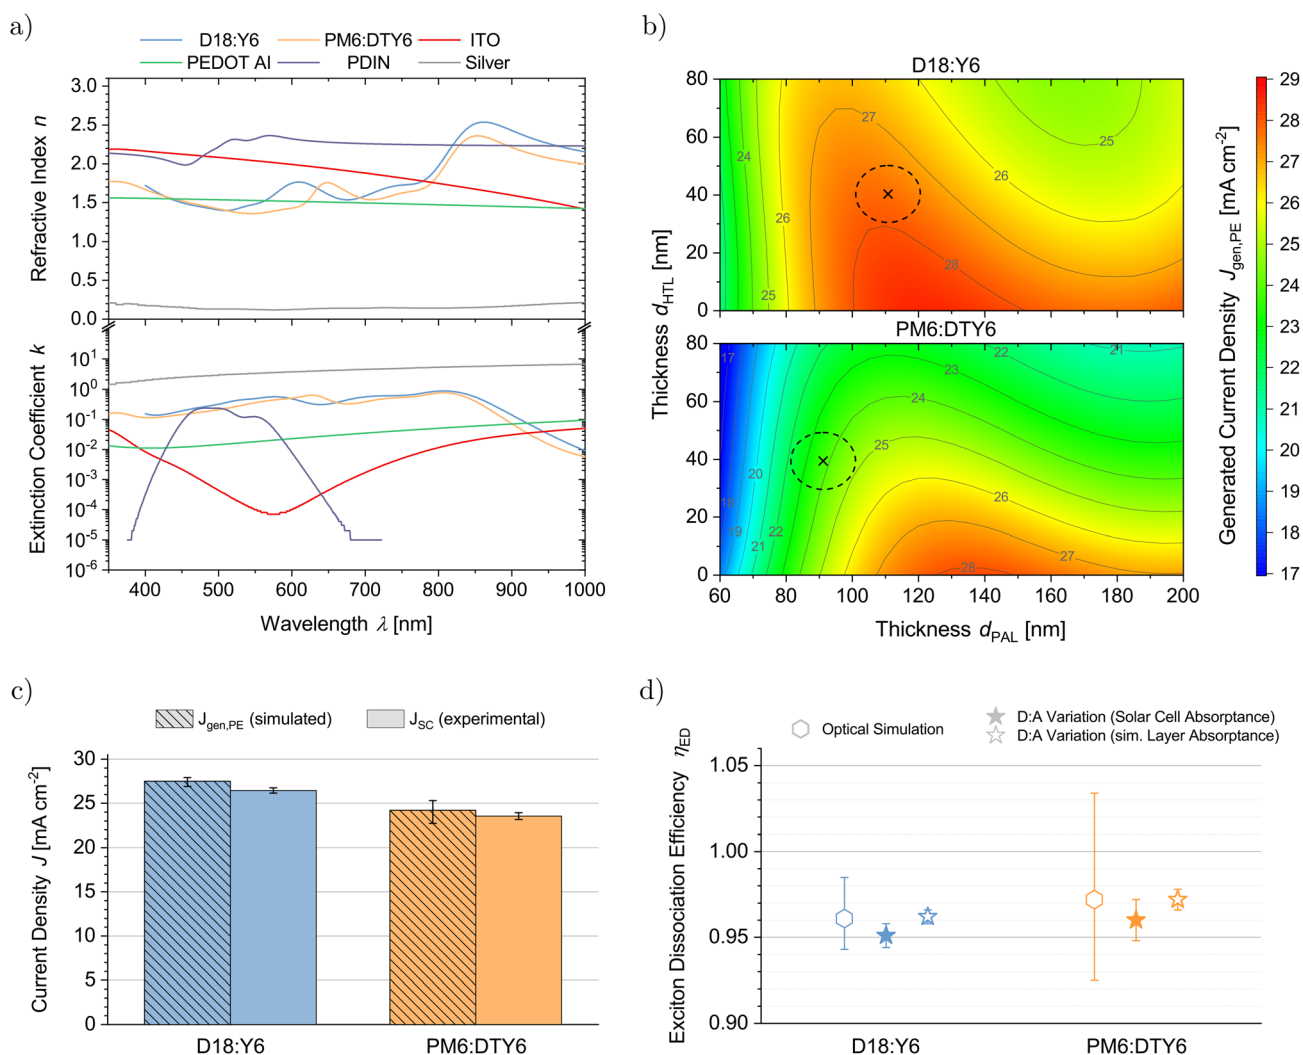 a)
D18:Y6 PM6:DTY6 ITO
PEDOT AI PDIN Silver
3.0
2.5
2.0
1.5
1.0
0.5
0.0
Refractive Index n
10^1
10^0
10^-1
10^-2
10^-3
10^-4
10^-5
10^-6
Extinction Coefficient k
400 500 600 700 800 900 1000
Wavelength λ [nm]
b)
D18:Y6
80
60
40
20
0
24
25
26
27
28
26
25
PM6:DTY6
80
60
40
20
0
17
18
19
20
21
22
21
22
23
24
25
26
27
28
60 80 100 120 140 160 180 200
Thickness d_HTL [nm]
Thickness d_PAL [nm]
29
28
27
26
25
24
23
22
21
20
19
18
17
Generated Current Density J_gen,PE [mA cm^-2]
c)
J_gen,PE (simulated) J_SC (experimental)
30
25
20
15
10
5
0
Current Density J [mA cm^-2]
D18:Y6 PM6:DTY6
d)
Optical Simulation
D:A Variation (Solar Cell Absorptance)
D:A Variation (sim. Layer Absorptance)
1.05
1.00
0.95
0.90
Exciton Dissociation Efficiency η_ED
D18:Y6 PM6:DTY6